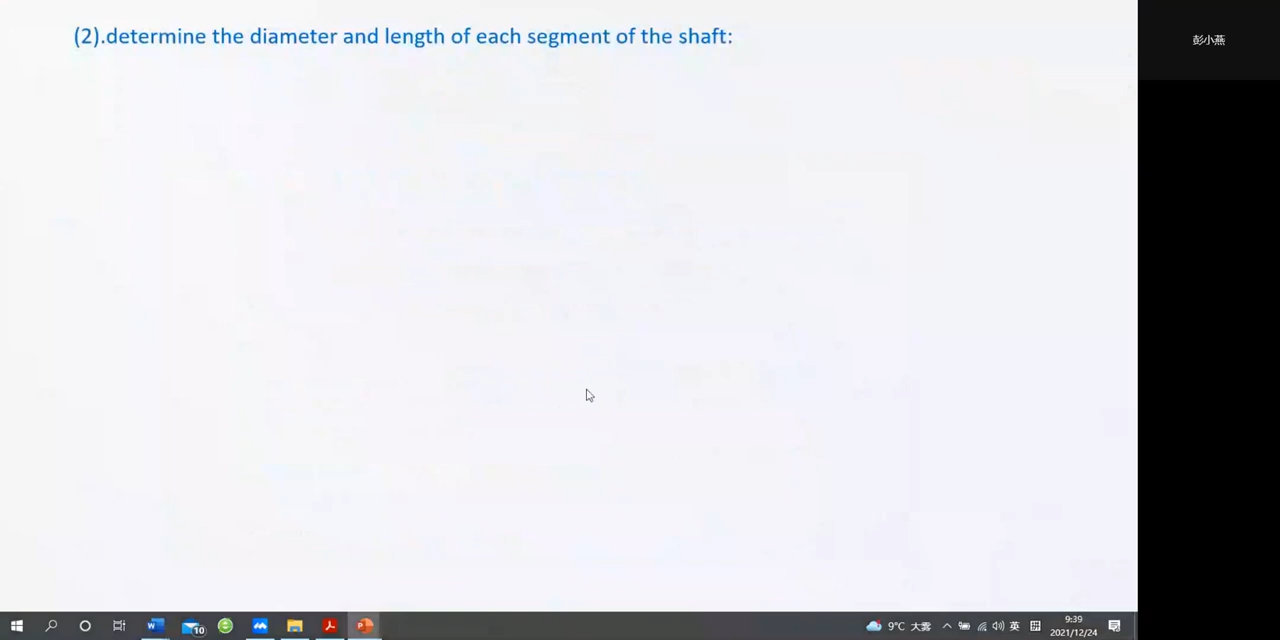 (2).determine the diameter and length of each segment of the shaft:
彭小燕
10
9°C 大雾
英
9:39
2021/12/24